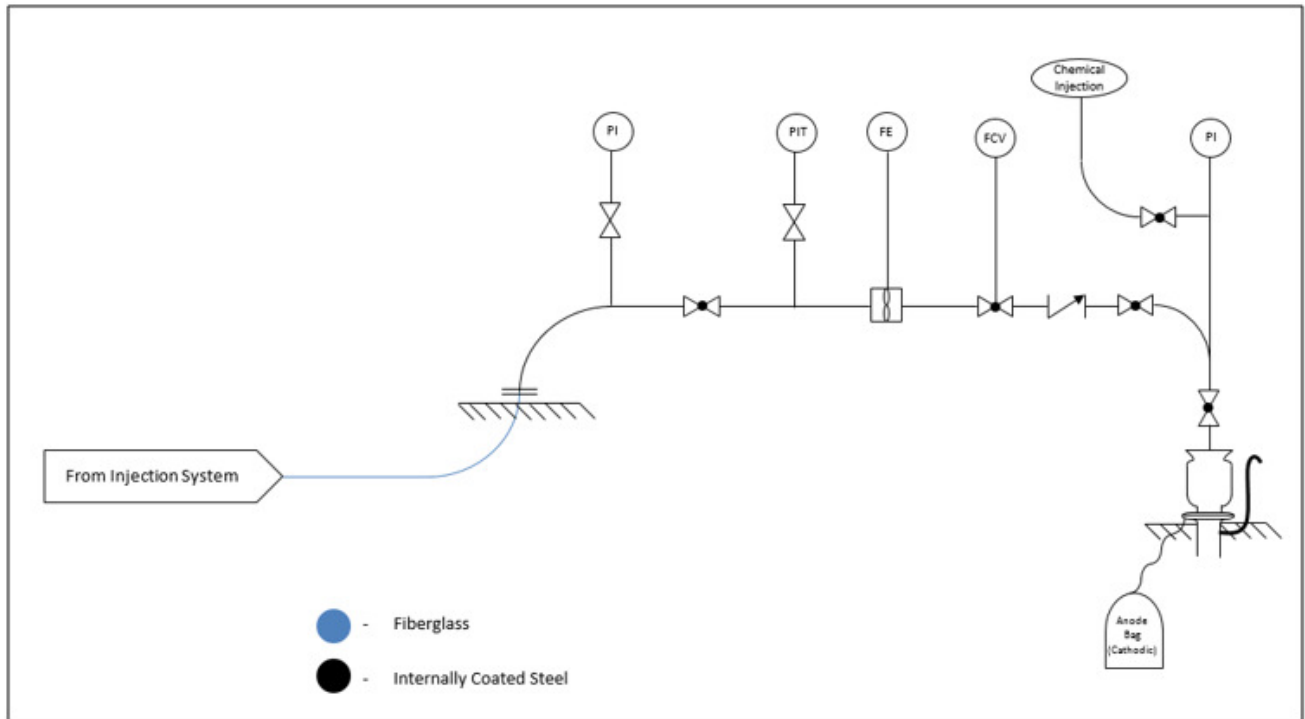 Chemical
Injection
PI
PIT
FE
FCV
PI
From Injection System
- Fiberglass
- Internally Coated Steel
Anode
Bag
(Cathodic)